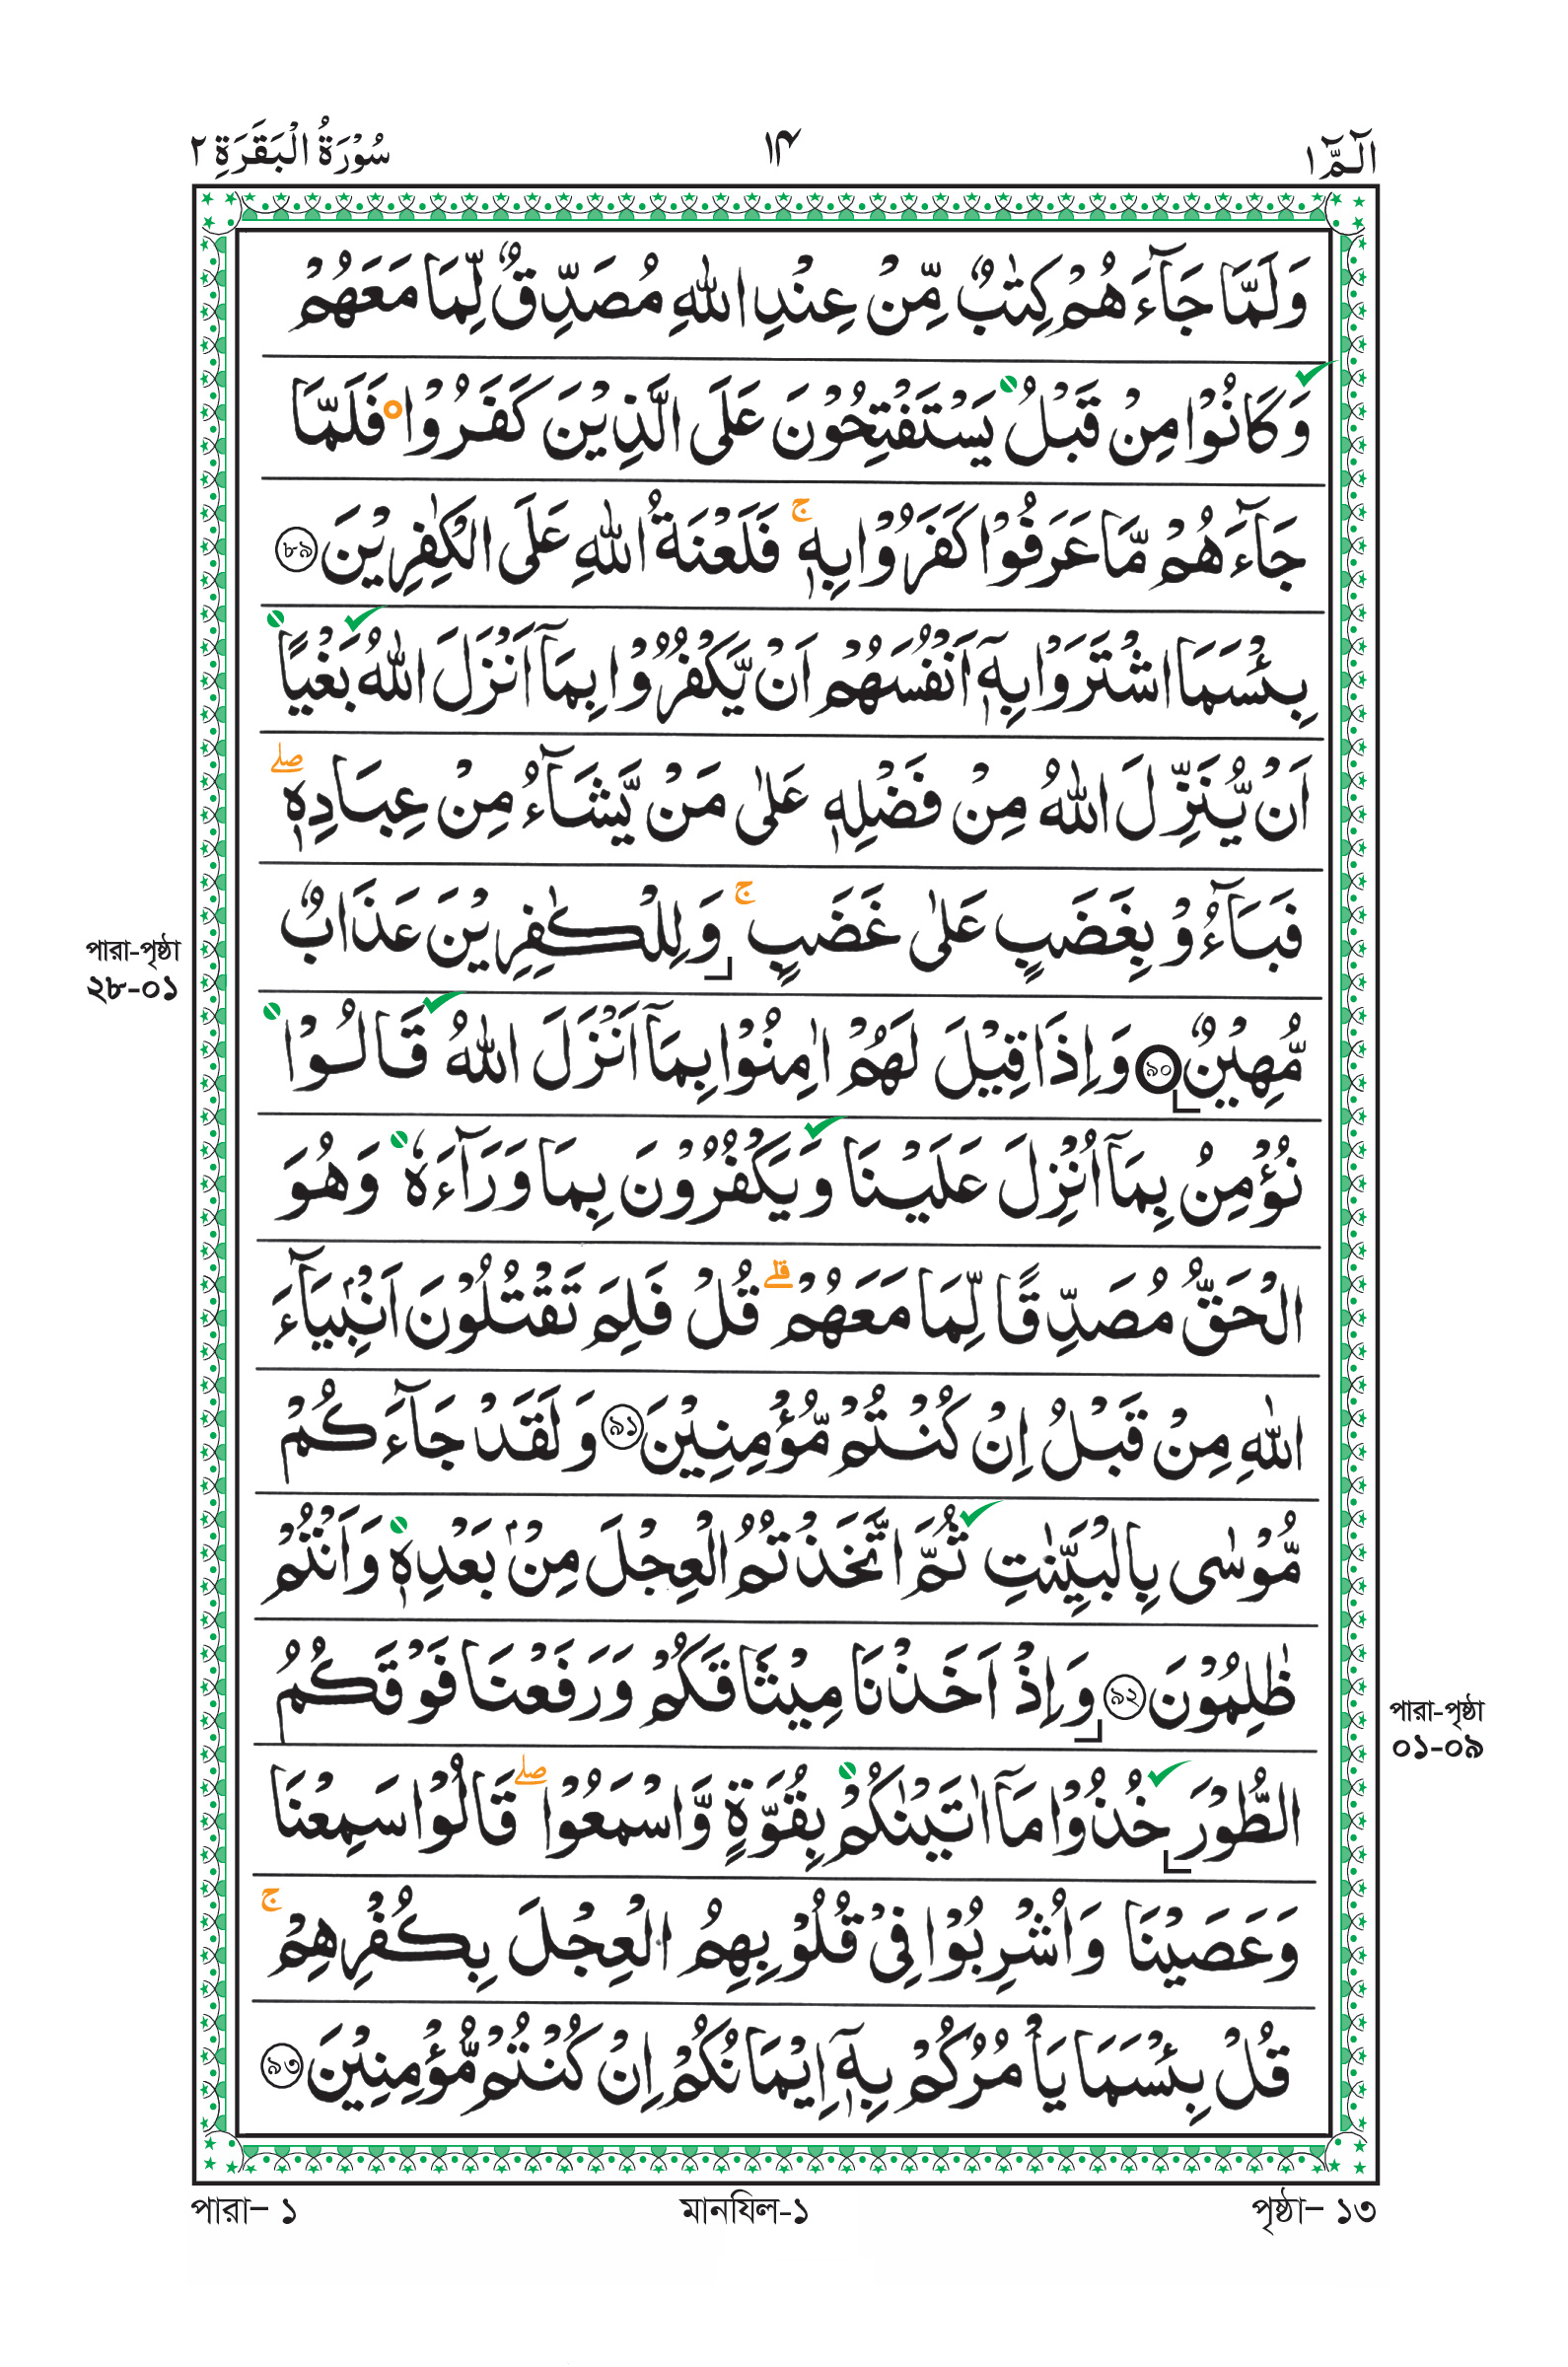 الٓمّٓ ١
١٤
سُوْرَةُ الْبَقَرَةِ ٢
وَلَمَّا جَآءَهُمْ كِتٰبٌ مِّنْ عِنْدِ اللّٰهِ مُصَدِّقٌ لِّمَا مَعَهُمْ
وَكَانُوْا مِنْ قَبْلُ يَسْتَفْتِحُوْنَ عَلَى الَّذِيْنَ كَفَرُوْا فَلَمَّا
جَآءَهُمْ مَّا عَرَفُوْا كَفَرُوْا بِهٖ ۚ فَلَعْنَةُ اللّٰهِ عَلَى الْكٰفِرِيْنَ ﴿٨٩﴾
بِئْسَمَا اشْتَرَوْا بِهٖٓ اَنْفُسَهُمْ اَنْ يَّكْفُرُوْا بِمَآ اَنْزَلَ اللّٰهُ بَغْيًا
اَنْ يُّنَزِّلَ اللّٰهُ مِنْ فَضْلِهٖ عَلٰى مَنْ يَّشَآءُ مِنْ عِبَادِهٖ ۖ
فَبَآءُوْ بِغَضَبٍ عَلٰى غَضَبٍ ۚ وَلِلْكٰفِرِيْنَ عَذَابٌ
পারা-পৃষ্ঠা
২৮-০১
مُّهِيْنٌ ﴿٩٠﴾ وَاِذَا قِيْلَ لَهُمْ اٰمِنُوْا بِمَآ اَنْزَلَ اللّٰهُ قَالُوْا
نُؤْمِنُ بِمَآ اُنْزِلَ عَلَيْنَا وَيَكْفُرُوْنَ بِمَا وَرَآءَهٗ وَهُوَ
الْحَقُّ مُصَدِّقًا لِّمَا مَعَهُمْ ۗ قُلْ فَلِمَ تَقْتُلُوْنَ اَنْۢبِيَآءَ
اللّٰهِ مِنْ قَبْلُ اِنْ كُنْتُمْ مُّؤْمِنِيْنَ ﴿٩١﴾ وَلَقَدْ جَآءَكُمْ
مُّوْسٰى بِالْبَيِّنٰتِ ثُمَّ اتَّخَذْتُمُ الْعِجْلَ مِنْۢ بَعْدِهٖ وَاَنْتُمْ
ظٰلِمُوْنَ ﴿٩٢﴾ وَاِذْ اَخَذْنَا مِيْثَاقَكُمْ وَرَفَعْنَا فَوْقَكُمُ
পারা-পৃষ্ঠা
০১-০৯
الطُّوْرَ خُذُوْا مَآ اٰتَيْنٰكُمْ بِقُوَّةٍ وَّاسْمَعُوْا ۖ قَالُوْا سَمِعْنَا
وَعَصَيْنَا وَاُشْرِبُوْا فِيْ قُلُوْبِهِمُ الْعِجْلَ بِكُفْرِهِمْ ۚ
قُلْ بِئْسَمَا يَاْمُرُكُمْ بِهٖٓ اِيْمَانُكُمْ اِنْ كُنْتُمْ مُّؤْمِنِيْنَ ﴿٩٣﴾
পারা- ১
মানযিল-১
পৃষ্ঠা- ১৩